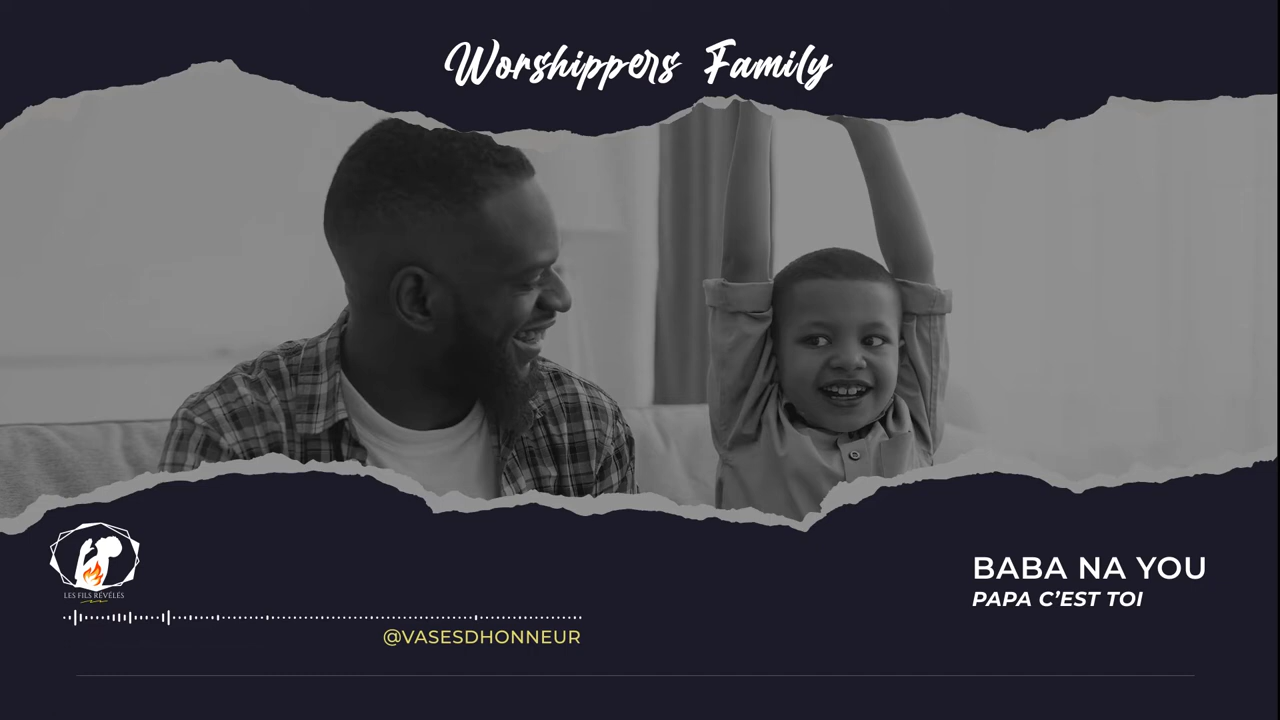 Worshippers Family
LES FILS RÉVÉLÉS
@VASESDHONNEUR
BABA NA YOU
PAPA C'EST TOI